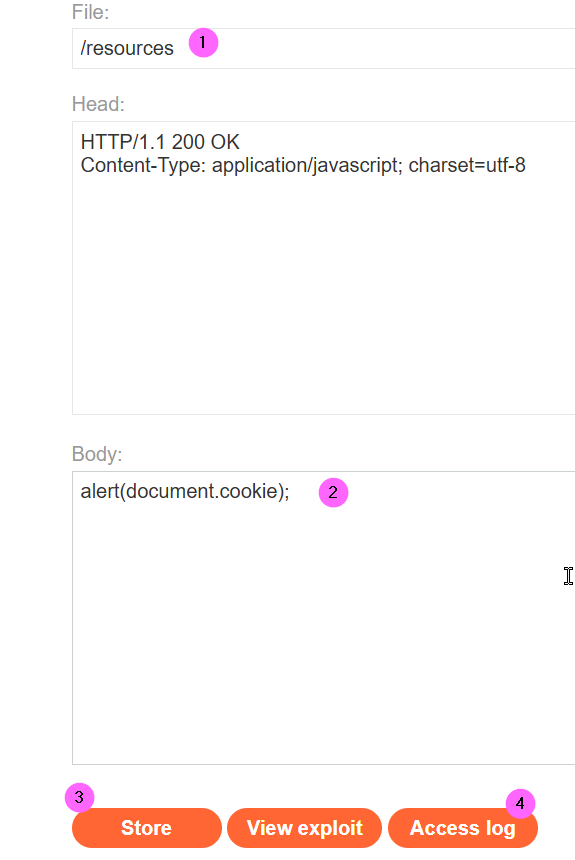 File:
/resources 1
Head:
HTTP/1.1 200 OK
Content-Type: application/javascript; charset=utf-8
Body:
alert(document.cookie); 2
3 4
Store View exploit Access log